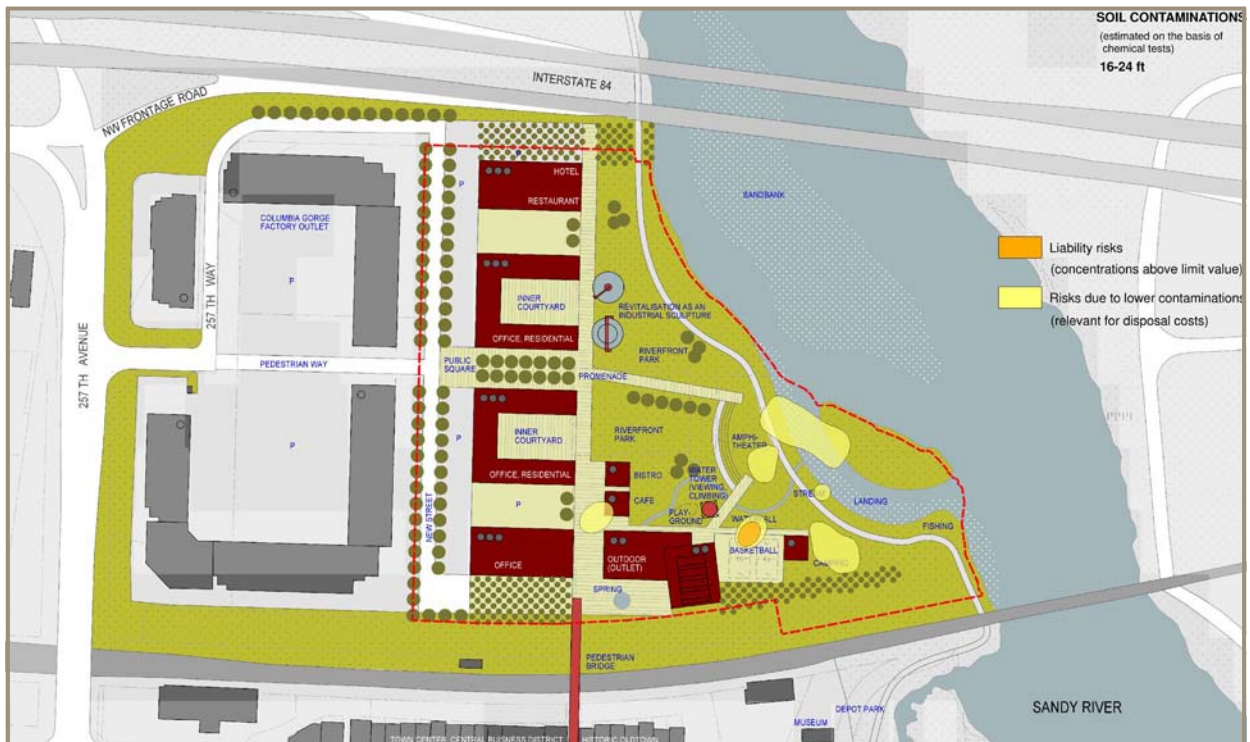 SOIL CONTAMINATIONS
(estimated on the basis of
chemical tests)
16-24 ft
INTERSTATE 84
NW FRONTAGE ROAD
HOTEL
RESTAURANT
P
P
SANDBANK
COLUMBIA GORGE
FACTORY OUTLET
Liability risks
(concentrations above limit value)
Risks due to lower contaminations
(relevant for disposal costs)
257 TH WAY
P
INNER
COURTYARD
REVITALISATION AS AN
INDUSTRIAL SCULPTURE
OFFICE, RESIDENTIAL
RIVERFRONT
PARK
257 TH AVENUE
PEDESTRIAN WAY
PUBLIC
SQUARE
PROMENADE
P
P
INNER
COURTYARD
RIVERFRONT
PARK
AMPHI-
THEATER
OFFICE, RESIDENTIAL
BISTRO
WATER
TOWER
(VIEWING,
CLIMBING)
CAFE
P
PLAY-
GROUND
LANDING
FISHING
NEW STREET
BASKETBALL
OFFICE
OUTDOOR
(OUTLET)
SPRING
PEDESTRIAN
BRIDGE
SANDY RIVER
DEPOT PARK
MUSEUM
TOWN CENTER, CENTRAL BUISNESS DISTRICT
HISTORIC OLDTOWN